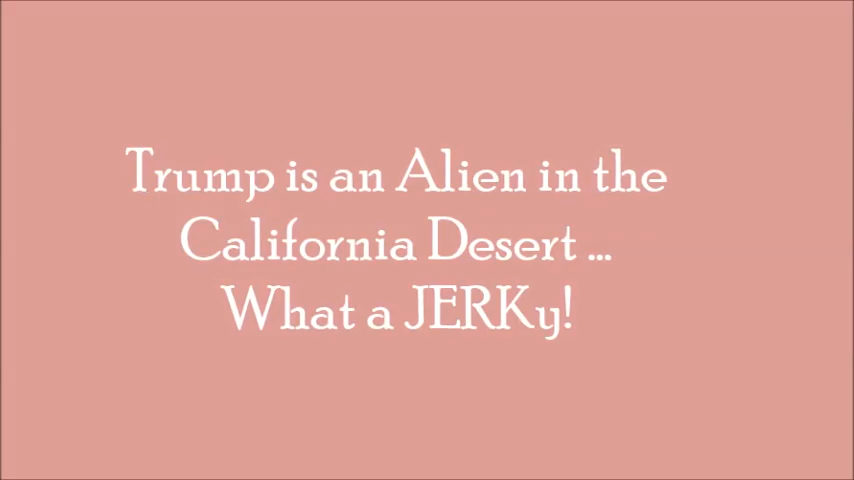 Trump is an Alien in the
California Desert ...
What a JERKy!